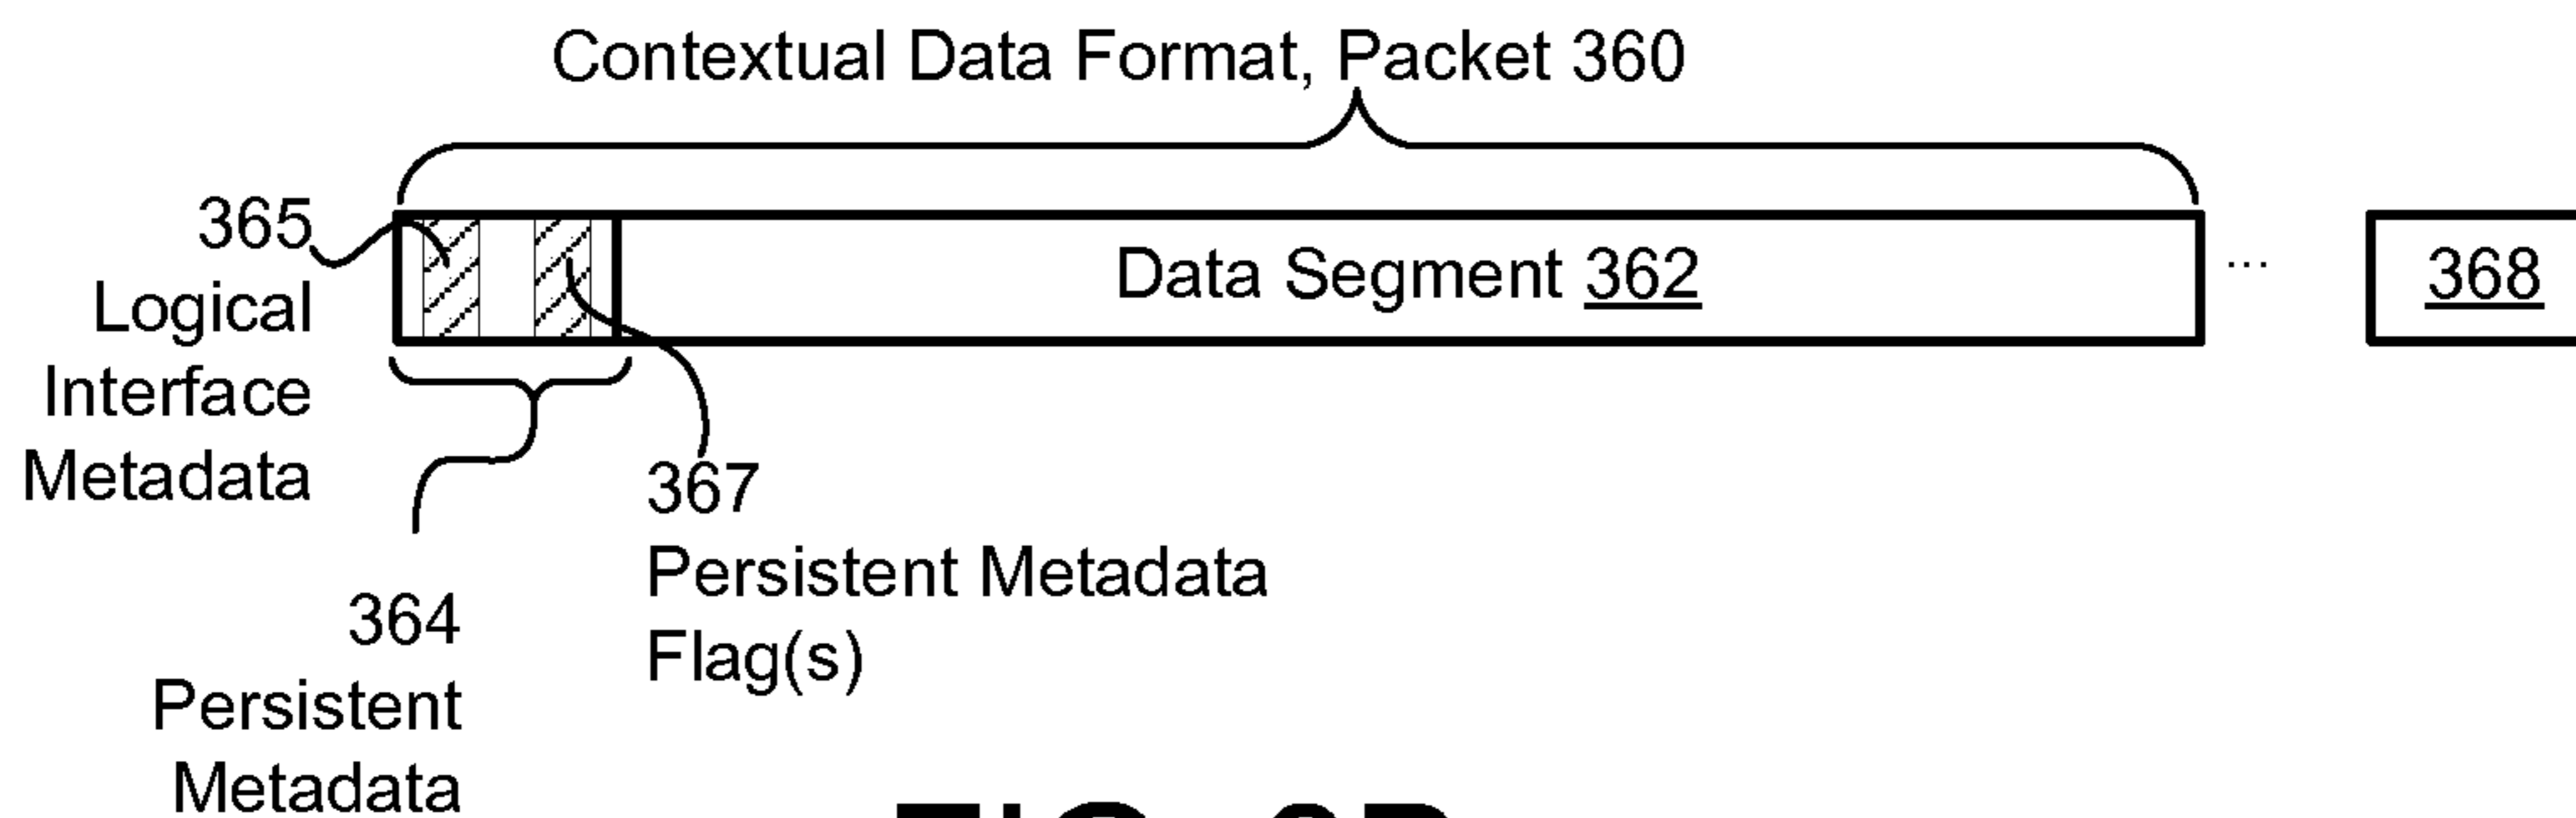 Contextual Data Format, Packet 360
365
Logical
Interface
Metadata
Data Segment 362
...
368
364
Persistent
Metadata
367
Persistent Metadata
Flag(s)